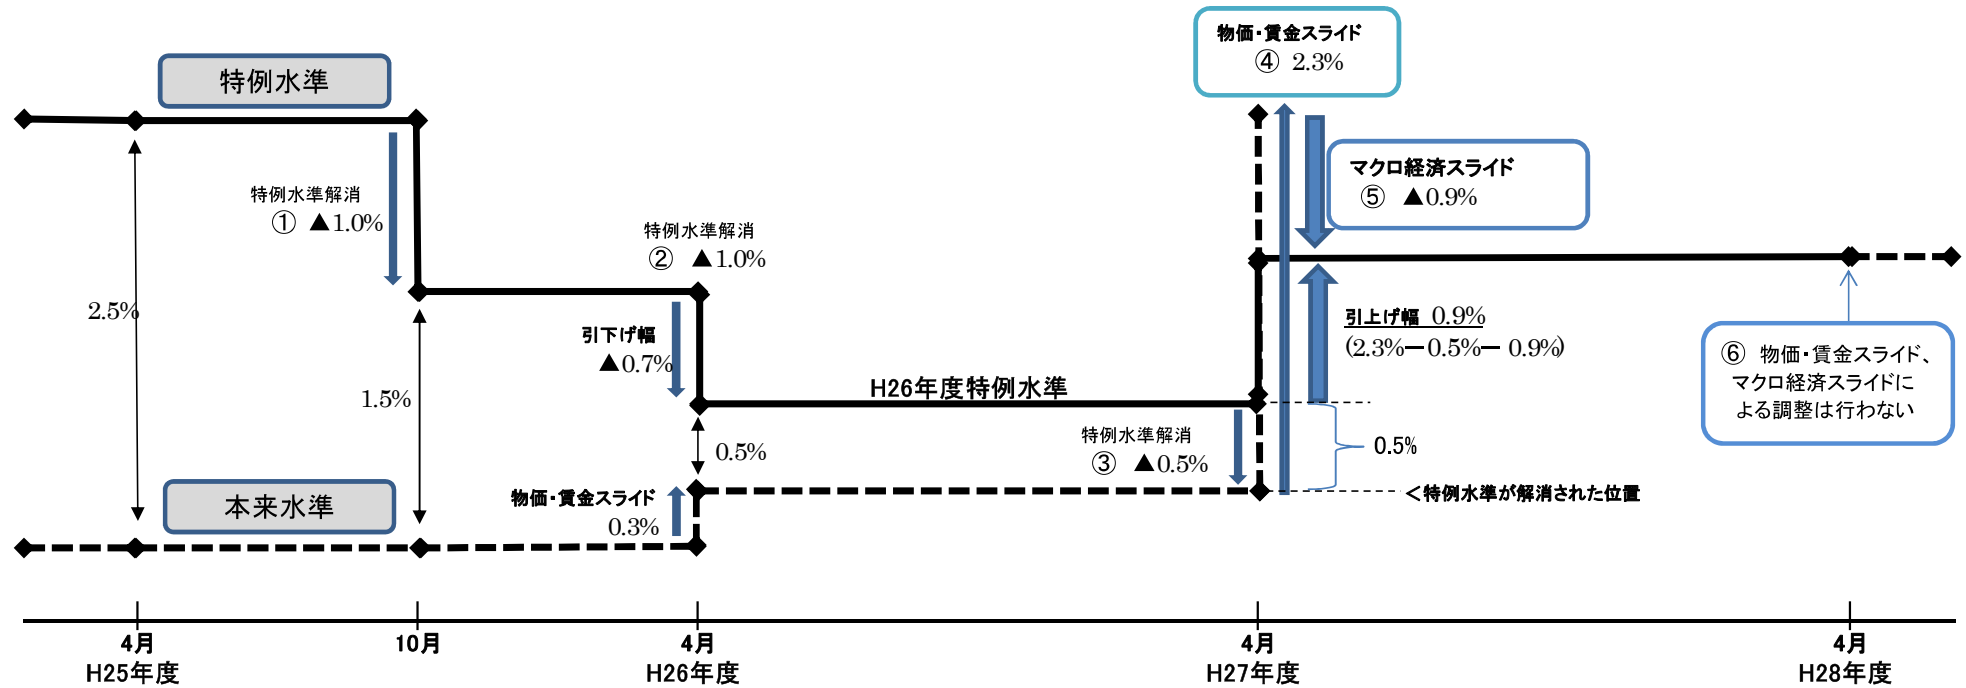 特例水準
特例水準解消
① ▲1.0%
2.5%
本来水準
1.5%
特例水準解消
② ▲1.0%
引下げ幅
▲0.7%
0.5%
物価・賃金スライド
0.3%
H26年度特例水準
特例水準解消
③ ▲0.5%
物価・賃金スライド
④ 2.3%
マクロ経済スライド
⑤ ▲0.9%
引上げ幅 0.9%
(2.3%－0.5%－0.9%)
0.5%
＜特例水準が解消された位置
⑥ 物価・賃金スライド、
マクロ経済スライドに
よる調整は行わない
4月
H25年度
10月
4月
H26年度
4月
H27年度
4月
H28年度